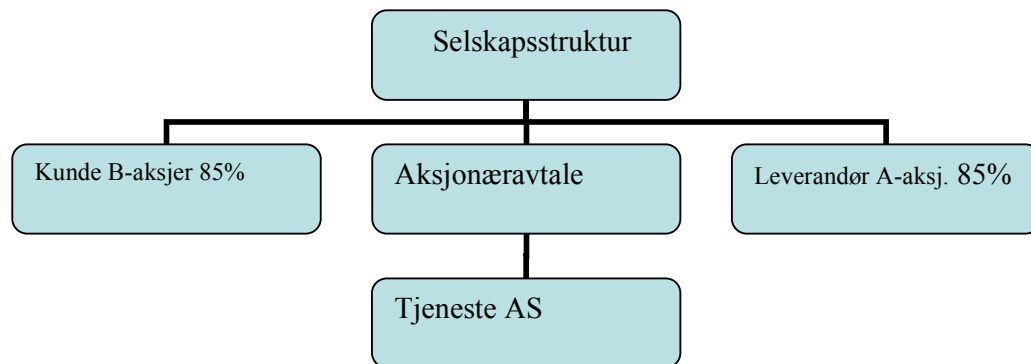 Selskapsstruktur
Kunde B-aksjer 85%
Aksjonæravtale
Leverandør A-aksj. 85%
Tjeneste AS